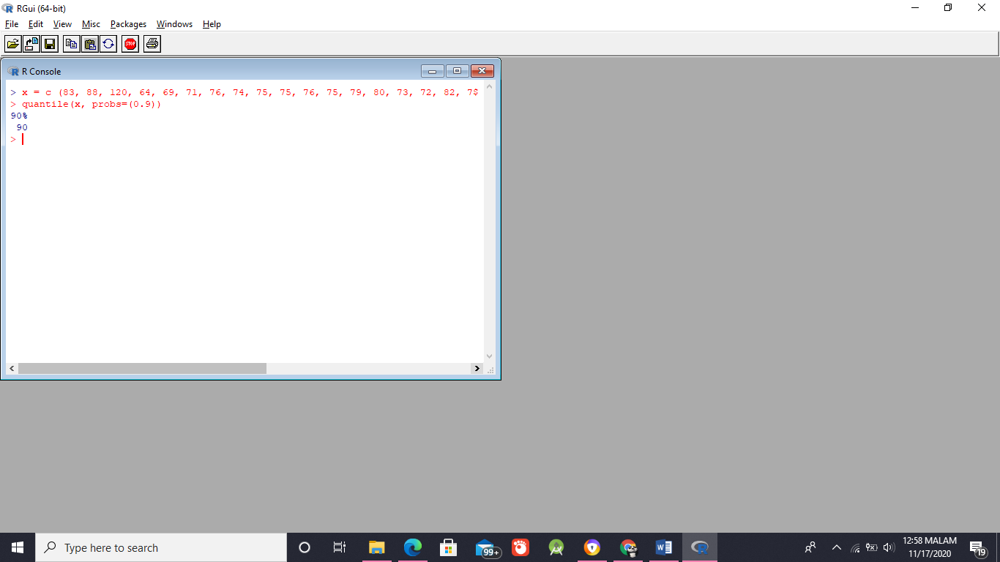 RGui (64-bit)
File Edit View Misc Packages Windows Help
STOP
R Console
> x = c (83, 88, 120, 64, 69, 71, 76, 74, 75, 75, 76, 75, 79, 80, 73, 72, 82, 7$
> quantile(x, probs=(0.9))
90%
90
>
Type here to search
99+
12:58 MALAM
11/17/2020
19